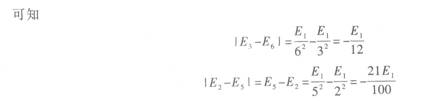 可知
|E₃-E₆|=E₁/6²-E₁/3²=-E₁/12
|E₂-E₅|=E₅-E₂=E₁/5²-E₁/2²=-21E₁/100